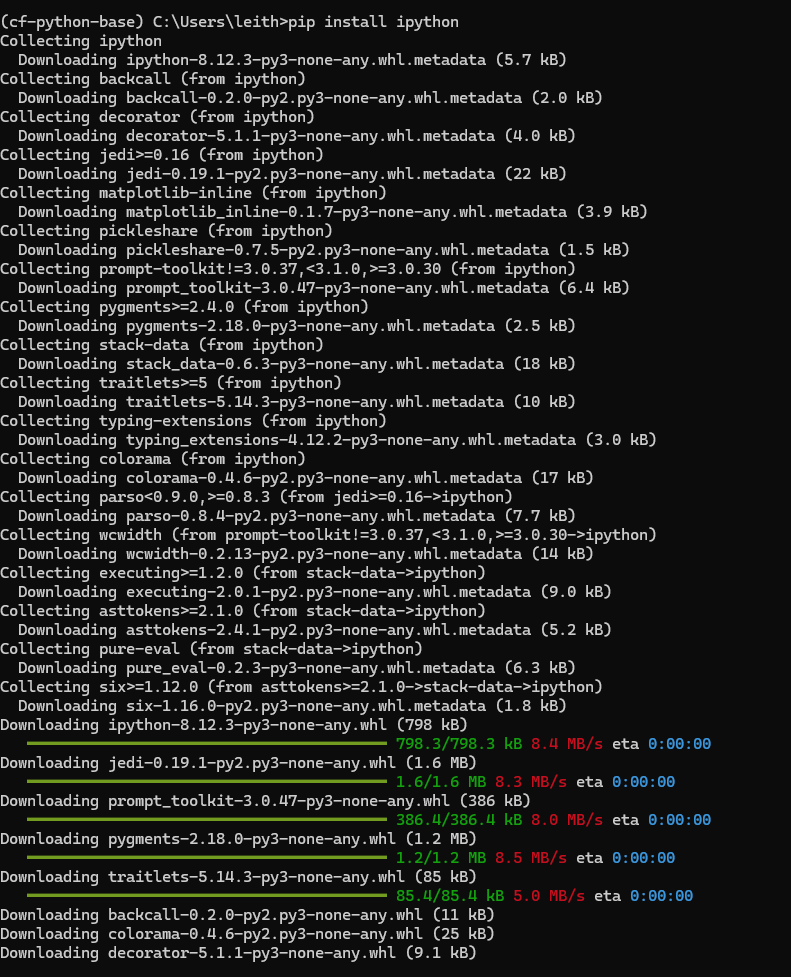 (cf-python-base) C:\Users\leith>pip install ipython
Collecting ipython
  Downloading ipython-8.12.3-py3-none-any.whl.metadata (5.7 kB)
Collecting backcall (from ipython)
  Downloading backcall-0.2.0-py2.py3-none-any.whl.metadata (2.0 kB)
Collecting decorator (from ipython)
  Downloading decorator-5.1.1-py3-none-any.whl.metadata (4.0 kB)
Collecting jedi>=0.16 (from ipython)
  Downloading jedi-0.19.1-py2.py3-none-any.whl.metadata (22 kB)
Collecting matplotlib-inline (from ipython)
  Downloading matplotlib_inline-0.1.7-py3-none-any.whl.metadata (3.9 kB)
Collecting pickleshare (from ipython)
  Downloading pickleshare-0.7.5-py2.py3-none-any.whl.metadata (1.5 kB)
Collecting prompt-toolkit!=3.0.37,<3.1.0,>=3.0.30 (from ipython)
  Downloading prompt_toolkit-3.0.47-py3-none-any.whl.metadata (6.4 kB)
Collecting pygments>=2.4.0 (from ipython)
  Downloading pygments-2.18.0-py3-none-any.whl.metadata (2.5 kB)
Collecting stack-data (from ipython)
  Downloading stack_data-0.6.3-py3-none-any.whl.metadata (18 kB)
Collecting traitlets>=5 (from ipython)
  Downloading traitlets-5.14.3-py3-none-any.whl.metadata (10 kB)
Collecting typing-extensions (from ipython)
  Downloading typing_extensions-4.12.2-py3-none-any.whl.metadata (3.0 kB)
Collecting colorama (from ipython)
  Downloading colorama-0.4.6-py2.py3-none-any.whl.metadata (17 kB)
Collecting parso<0.9.0,>=0.8.3 (from jedi>=0.16->ipython)
  Downloading parso-0.8.4-py2.py3-none-any.whl.metadata (7.7 kB)
Collecting wcwidth (from prompt-toolkit!=3.0.37,<3.1.0,>=3.0.30->ipython)
  Downloading wcwidth-0.2.13-py2.py3-none-any.whl.metadata (14 kB)
Collecting executing>=1.2.0 (from stack-data->ipython)
  Downloading executing-2.0.1-py2.py3-none-any.whl.metadata (9.0 kB)
Collecting asttokens>=2.1.0 (from stack-data->ipython)
  Downloading asttokens-2.4.1-py2.py3-none-any.whl.metadata (5.2 kB)
Collecting pure-eval (from stack-data->ipython)
  Downloading pure_eval-0.2.3-py3-none-any.whl.metadata (6.3 kB)
Collecting six>=1.12.0 (from asttokens>=2.1.0->stack-data->ipython)
  Downloading six-1.16.0-py2.py3-none-any.whl.metadata (1.8 kB)
Downloading ipython-8.12.3-py3-none-any.whl (798 kB)
798.3/798.3 kB 8.4 MB/s eta 0:00:00
Downloading jedi-0.19.1-py2.py3-none-any.whl (1.6 MB)
1.6/1.6 MB 8.3 MB/s eta 0:00:00
Downloading prompt_toolkit-3.0.47-py3-none-any.whl (386 kB)
386.4/386.4 kB 8.0 MB/s eta 0:00:00
Downloading pygments-2.18.0-py3-none-any.whl (1.2 MB)
1.2/1.2 MB 8.5 MB/s eta 0:00:00
Downloading traitlets-5.14.3-py3-none-any.whl (85 kB)
85.4/85.4 kB 5.0 MB/s eta 0:00:00
Downloading backcall-0.2.0-py2.py3-none-any.whl (11 kB)
Downloading colorama-0.4.6-py2.py3-none-any.whl (25 kB)
Downloading decorator-5.1.1-py3-none-any.whl (9.1 kB)